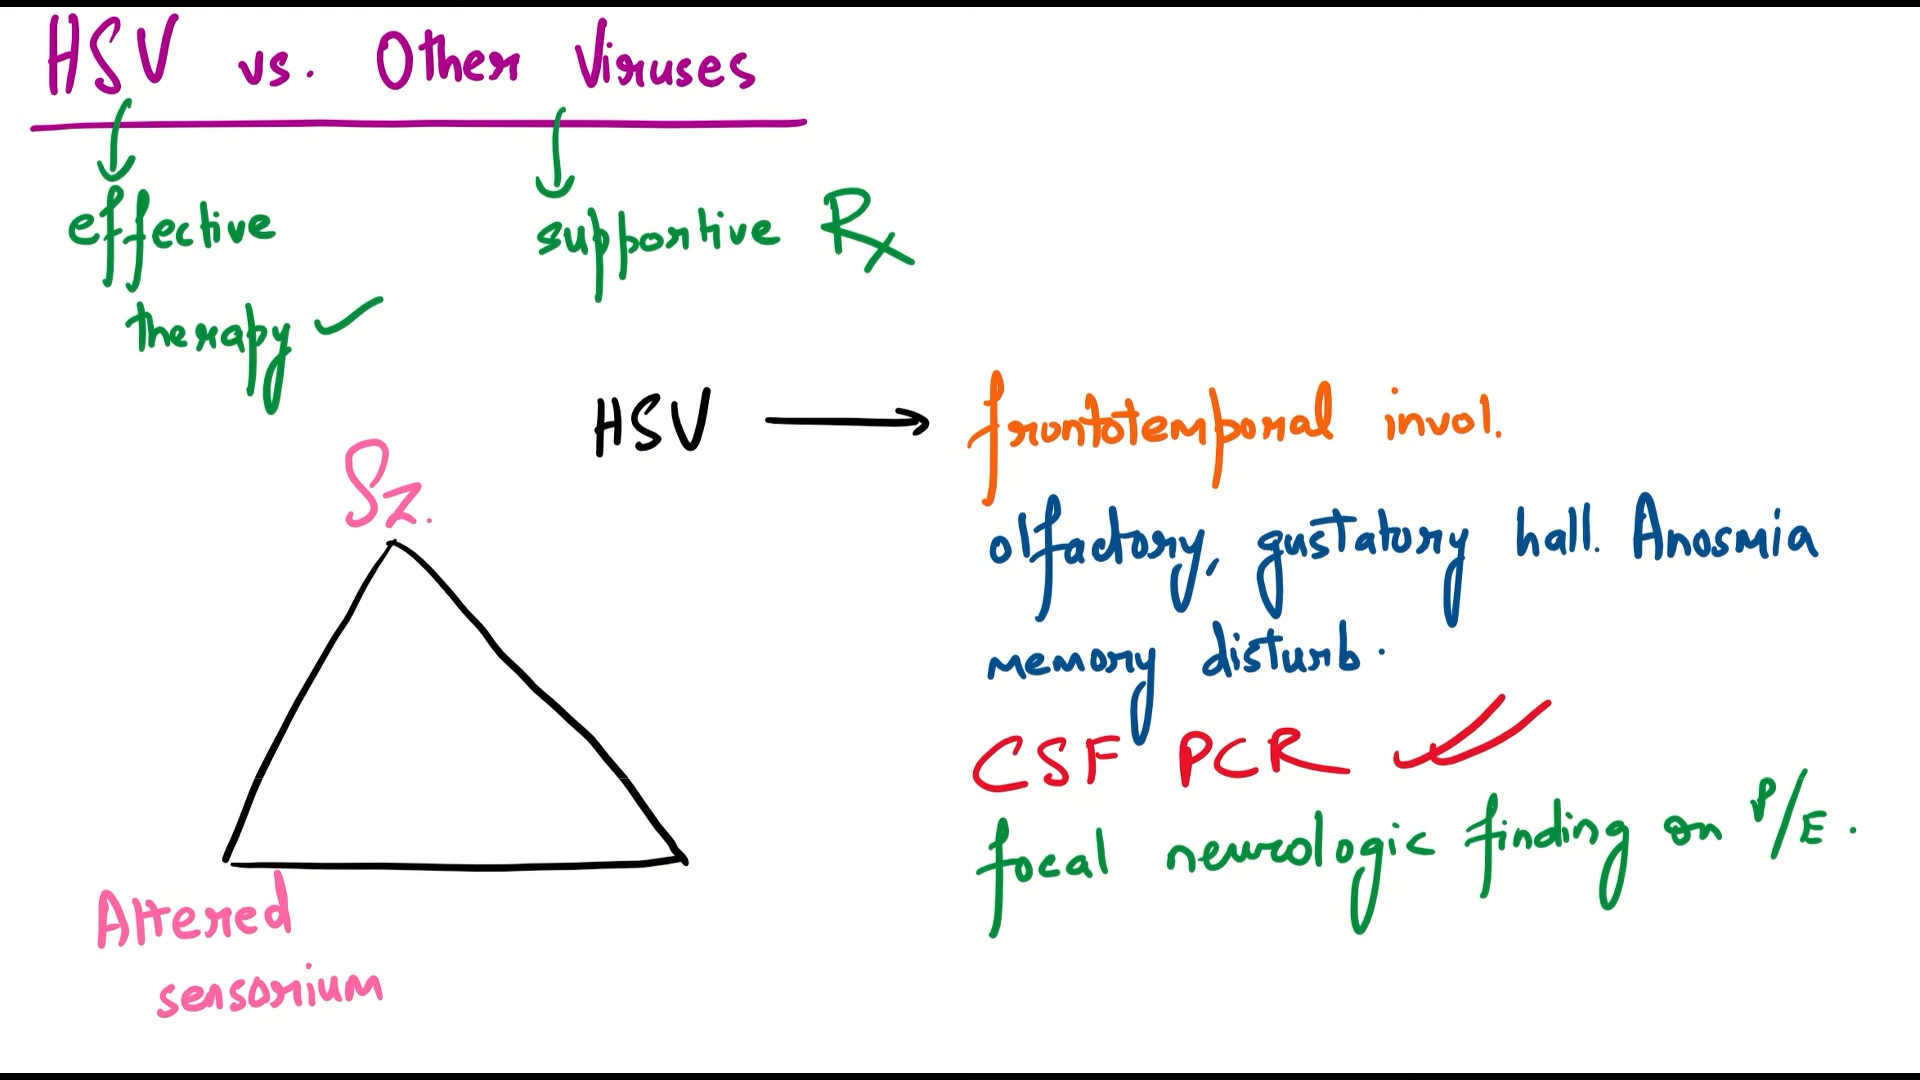 HSV vs. Other Viruses
effective
therapy
supportive Rx
HSV → frontotemporal invol.
olfactory, gustatory hall. Anosmia
memory disturb.
CSF PCR
focal neurologic finding on P/E.
Sz.
Altered
sensorium